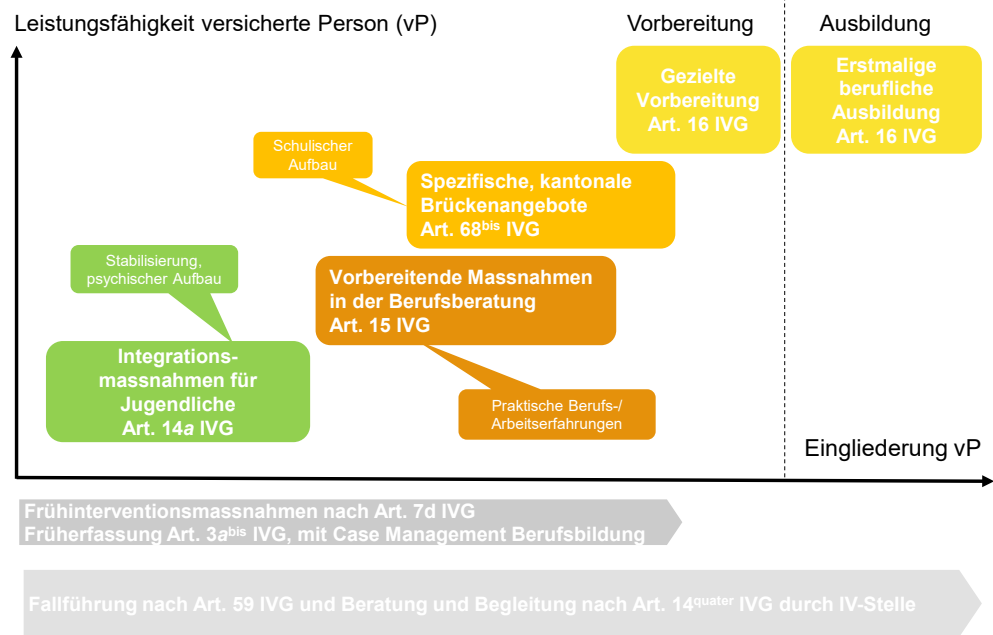 Leistungsfähigkeit versicherte Person (vP)
Vorbereitung
Ausbildung
Gezielte
Vorbereitung
Art. 16 IVG
Erstmalige
berufliche
Ausbildung
Art. 16 IVG
Schulischer
Aufbau
Spezifische, kantonale
Brückenangebote
Art. 68bis IVG
Stabilisierung,
psychischer Aufbau
Vorbereitende Massnahmen
in der Berufsberatung
Art. 15 IVG
Integrations-
massnahmen für
Jugendliche
Art. 14a IVG
Praktische Berufs-/
Arbeitserfahrungen
Eingliederung vP
Frühinterventionsmassnahmen nach Art. 7d IVG
Früherfassung Art. 3abis IVG, mit Case Management Berufsbildung
Fallführung nach Art. 59 IVG und Beratung und Begleitung nach Art. 14quater IVG durch IV-Stelle